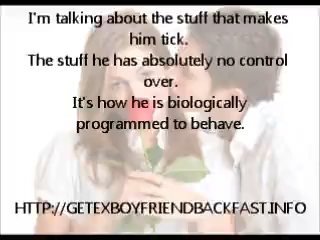 I'm talking about the stuff that makes
him tick.
The stuff he has absolutely no control
over.
It's how he is biologically
programmed to behave.
HTTP://GETEXBOYFRIENDBACKFAST.INFO